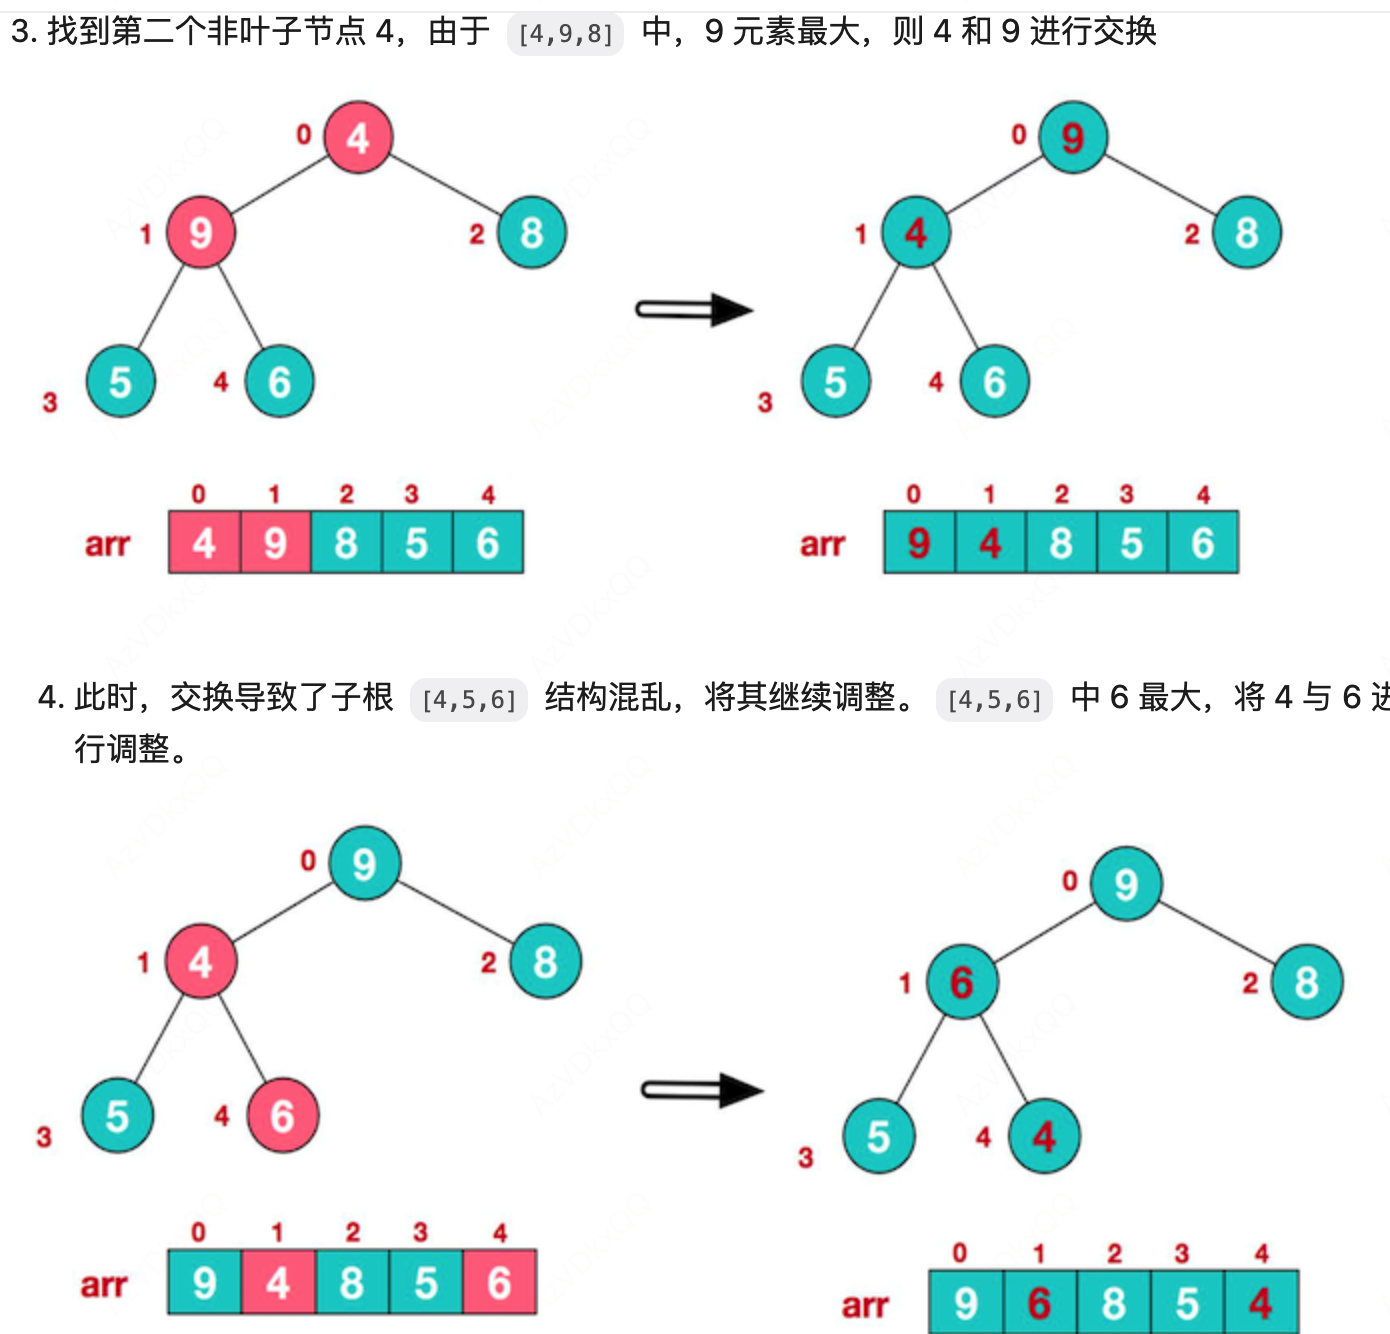 3. 找到第二个非叶子节点 4，由于 [4,9,8] 中，9 元素最大，则 4 和 9 进行交换
0 4
1 9 2 8
3 5 4 6
0 9
1 4 2 8
3 5 4 6
0 1 2 3 4
arr 4 9 8 5 6
0 1 2 3 4
arr 9 4 8 5 6
4. 此时，交换导致了子根 [4,5,6] 结构混乱，将其继续调整。 [4,5,6] 中 6 最大，将 4 与 6 进
行调整。
0 9
1 4 2 8
3 5 4 6
0 9
1 6 2 8
3 5 4 4
0 1 2 3 4
arr 9 4 8 5 6
0 1 2 3 4
arr 9 6 8 5 4